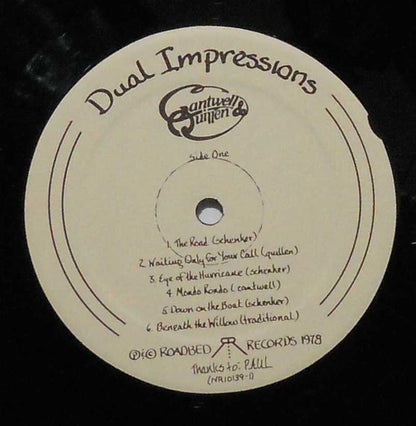 Dual Impressions
Cantwell &
Quillen
Side One
1. The Road (schenker)
2. Waiting Only For Your Call (quillen)
3. Eye of the Hurricane (schenker)
4. Mondo Rondo (cantwell)
5. Down on the Boat (schenker)
6. Beneath the Willow (traditional)
℗ & © ROADBED RECORDS 1978
Thanks to: PAUL
(NR10139-1)